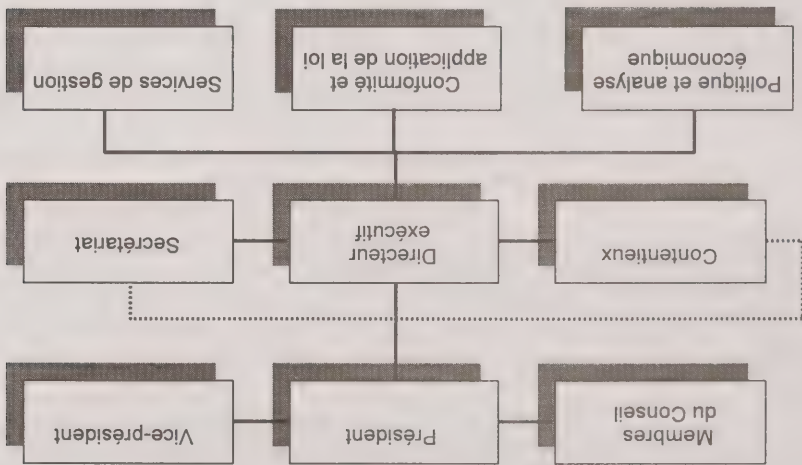 Membres
du Conseil
Président
Vice-président
Contentieux
Directeur
exécutif
Secrétariat
Politique et analyse
économique
Conformité et
application de la loi
Services de gestion